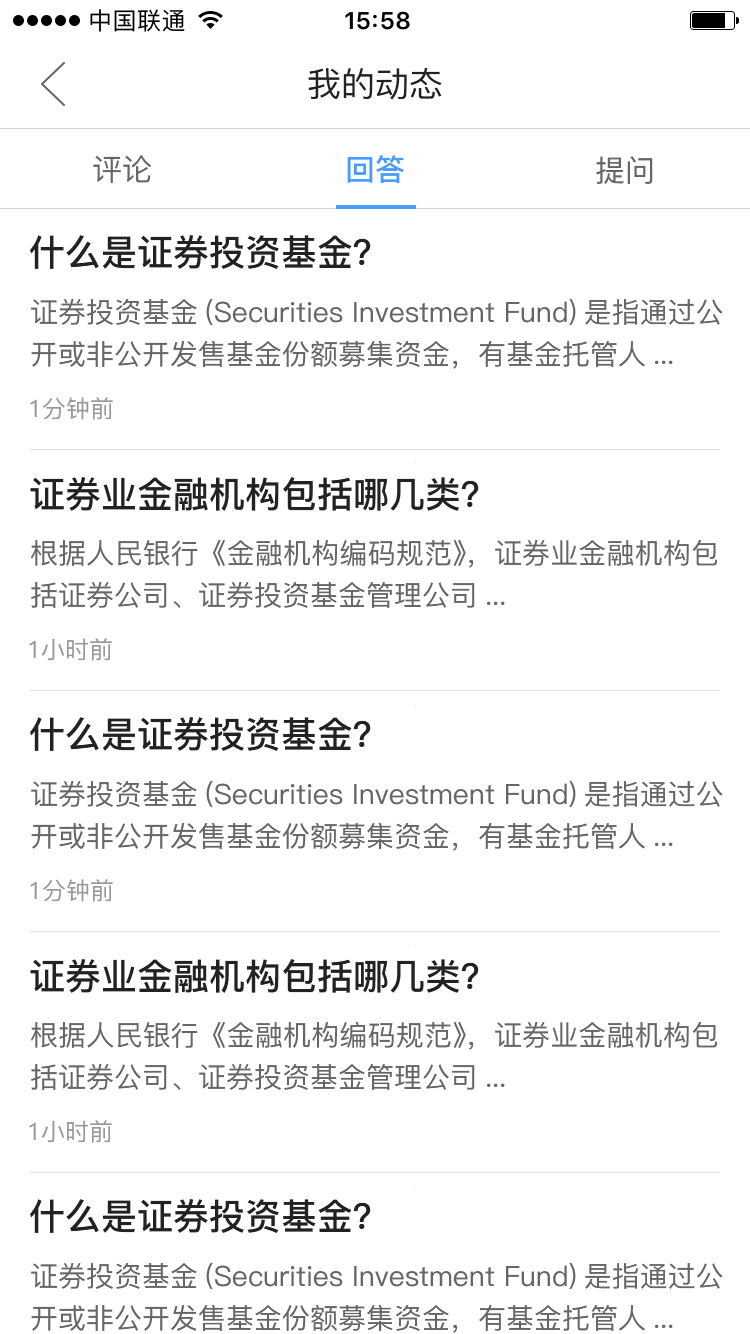 中国联通 15:58
我的动态
评论 回答 提问
什么是证券投资基金?
证券投资基金 (Securities Investment Fund) 是指通过公
开或非公开发售基金份额募集资金，有基金托管人 ...
1分钟前
证券业金融机构包括哪几类?
根据人民银行《金融机构编码规范》，证券业金融机构包
括证券公司、证券投资基金管理公司 ...
1小时前
什么是证券投资基金?
证券投资基金 (Securities Investment Fund) 是指通过公
开或非公开发售基金份额募集资金，有基金托管人 ...
1分钟前
证券业金融机构包括哪几类?
根据人民银行《金融机构编码规范》，证券业金融机构包
括证券公司、证券投资基金管理公司 ...
1小时前
什么是证券投资基金?
证券投资基金 (Securities Investment Fund) 是指通过公
开或非公开发售基金份额募集资金，有基金托管人 ...